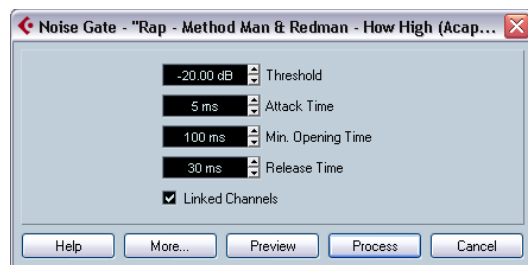 Noise Gate - "Rap - Method Man & Redman - How High (Acap...
-20.00 dB Threshold
5 ms Attack Time
100 ms Min. Opening Time
30 ms Release Time
Linked Channels
Help More... Preview Process Cancel